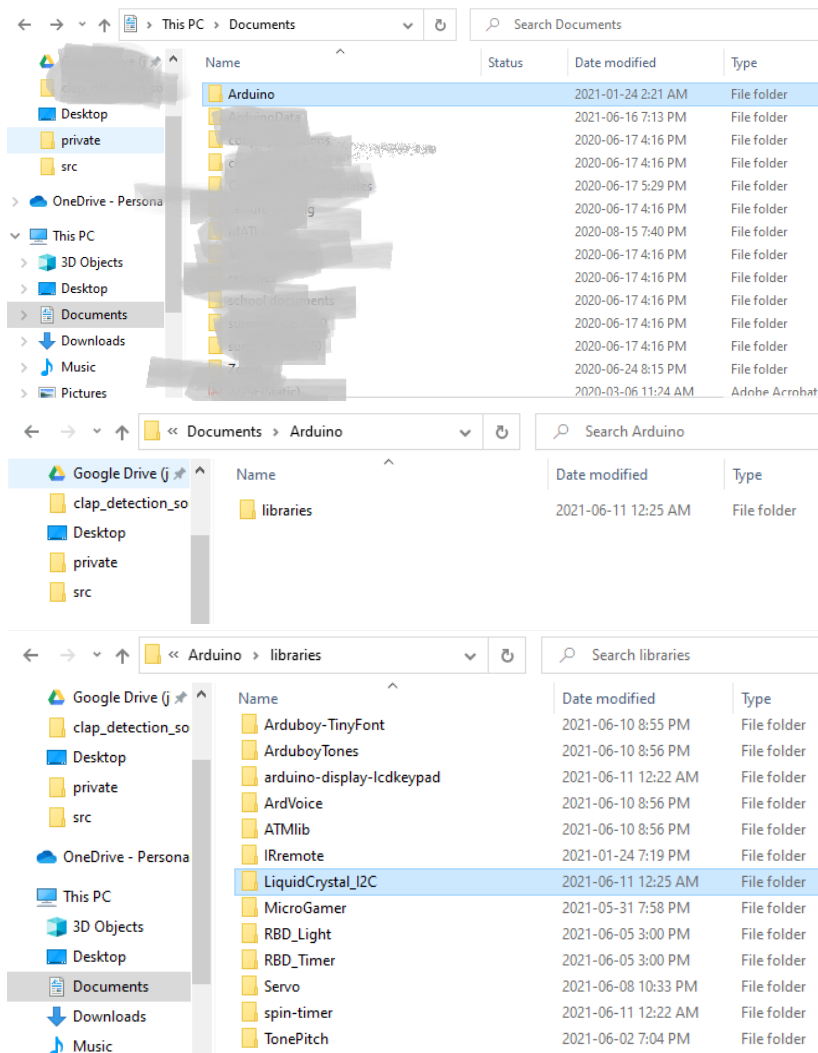 This PC > Documents
Search Documents
Name Status Date modified Type
Arduino 2021-01-24 2:21 AM File folder
Desktop ArduinoData 2021-06-16 7:13 PM File folder
private 2020-06-17 4:16 PM File folder
src 2020-06-17 4:16 PM File folder
2020-06-17 5:29 PM File folder
OneDrive - Persona 2020-06-17 4:16 PM File folder
This PC 2020-08-15 7:40 PM File folder
3D Objects 2020-06-17 4:16 PM File folder
Desktop 2020-06-17 4:16 PM File folder
Documents school documents 2020-06-17 4:16 PM File folder
2020-06-17 4:16 PM File folder
Downloads 2020-06-17 4:16 PM File folder
Music 2020-06-24 8:15 PM File folder
Pictures 2020-03-06 11:24 AM Adobe Acrobat
« Documents > Arduino
Search Arduino
Google Drive (j Name Date modified Type
clap_detection_so libraries 2021-06-11 12:25 AM File folder
Desktop
private
src
« Arduino > libraries
Search libraries
Google Drive (j Name Date modified Type
clap_detection_so Arduboy-TinyFont 2021-06-10 8:55 PM File folder
Desktop ArduboyTones 2021-06-10 8:56 PM File folder
private arduino-display-lcdkeypad 2021-06-11 12:22 AM File folder
src ArdVoice 2021-06-10 8:56 PM File folder
ATMlib 2021-06-10 8:56 PM File folder
OneDrive - Persona IRremote 2021-01-24 7:19 PM File folder
This PC LiquidCrystal_I2C 2021-06-11 12:25 AM File folder
3D Objects MicroGamer 2021-05-31 7:58 PM File folder
RBD_Light 2021-06-05 3:00 PM File folder
Desktop RBD_Timer 2021-06-05 3:00 PM File folder
Documents Servo 2021-06-08 10:33 PM File folder
Downloads spin-timer 2021-06-11 12:22 AM File folder
Music TonePitch 2021-06-02 7:04 PM File folder